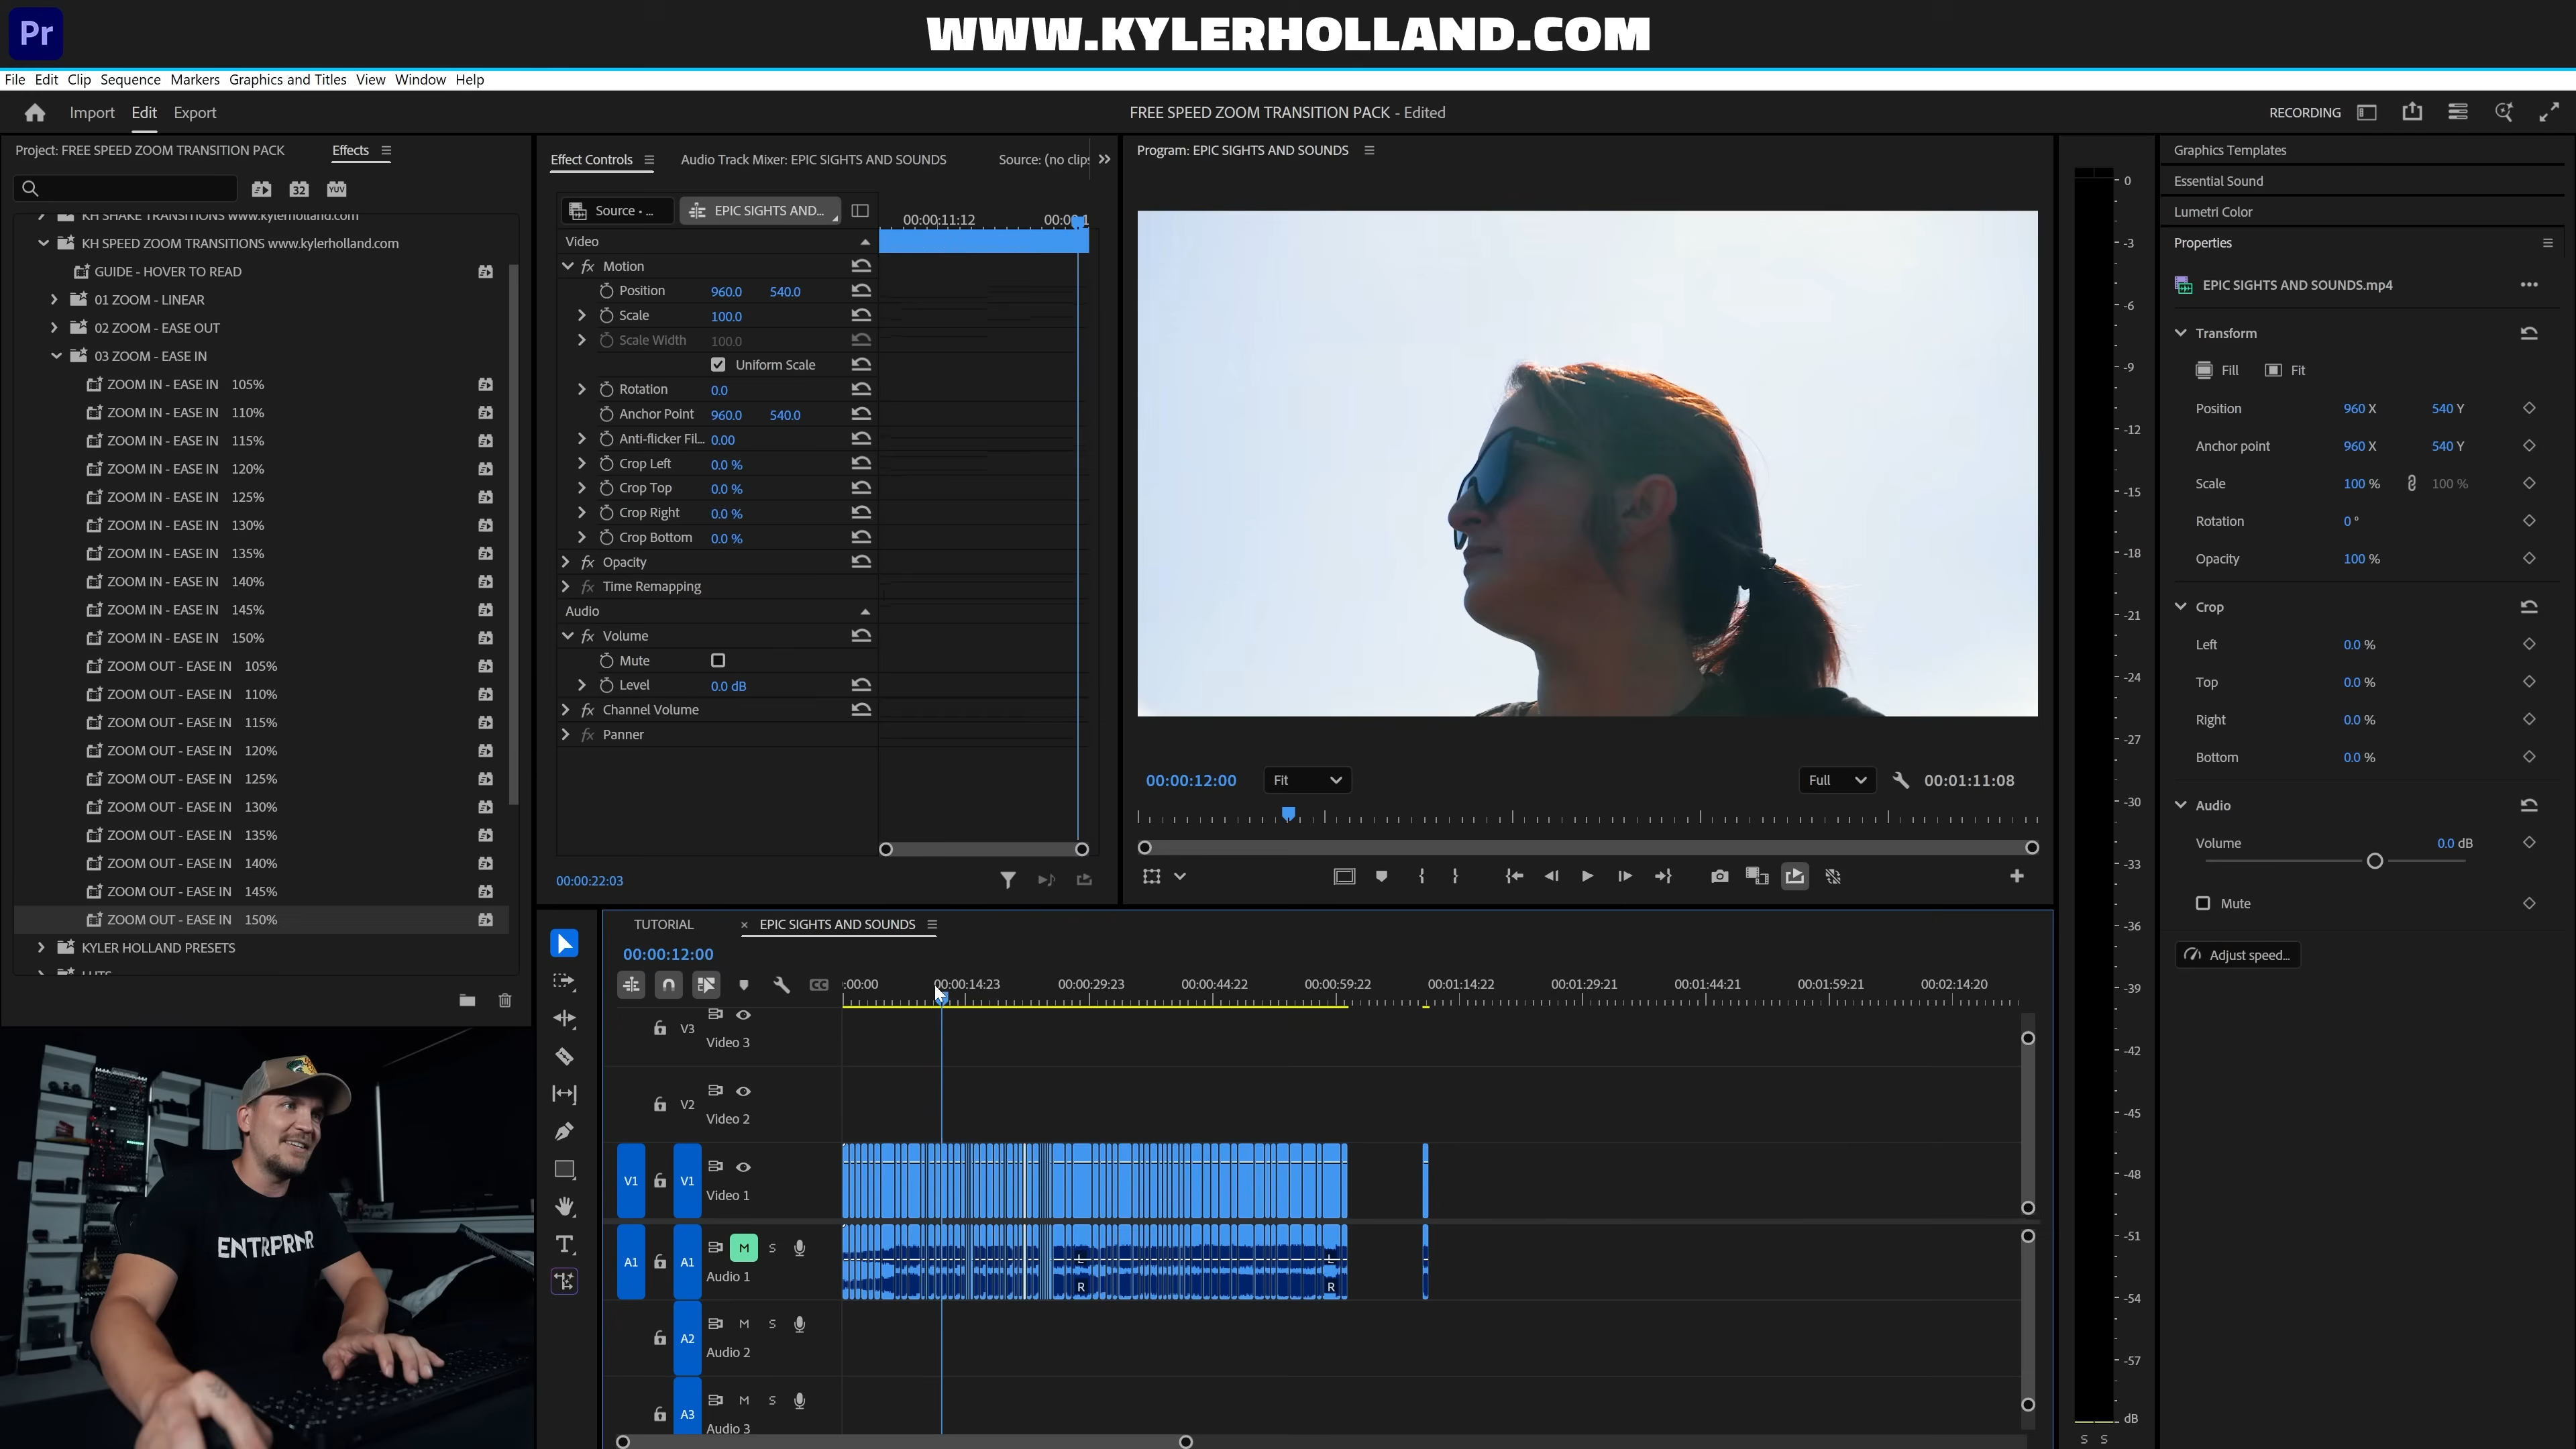 Pr
WWW.KYLERHOLLAND.COM
File Edit Clip Sequence Markers Graphics and Titles View Window Help
Import Edit Export
FREE SPEED ZOOM TRANSITION PACK - Edited
RECORDING
Project: FREE SPEED ZOOM TRANSITION PACK
Effects
32
YUV
KH SHAKE TRANSITIONS www.kylerholland.com
KH SPEED ZOOM TRANSITIONS www.kylerholland.com
GUIDE - HOVER TO READ
01 ZOOM - LINEAR
02 ZOOM - EASE OUT
03 ZOOM - EASE IN
ZOOM IN - EASE IN 105%
ZOOM IN - EASE IN 110%
ZOOM IN - EASE IN 115%
ZOOM IN - EASE IN 120%
ZOOM IN - EASE IN 125%
ZOOM IN - EASE IN 130%
ZOOM IN - EASE IN 135%
ZOOM IN - EASE IN 140%
ZOOM IN - EASE IN 145%
ZOOM IN - EASE IN 150%
ZOOM OUT - EASE IN 105%
ZOOM OUT - EASE IN 110%
ZOOM OUT - EASE IN 115%
ZOOM OUT - EASE IN 120%
ZOOM OUT - EASE IN 125%
ZOOM OUT - EASE IN 130%
ZOOM OUT - EASE IN 135%
ZOOM OUT - EASE IN 140%
ZOOM OUT - EASE IN 145%
ZOOM OUT - EASE IN 150%
KYLER HOLLAND PRESETS
LUTS
ENTRPRNR
Effect Controls
Audio Track Mixer: EPIC SIGHTS AND SOUNDS
Source: (no clips
Source • ...
EPIC SIGHTS AND...
00:00:11:12
Video
fx Motion
Position 960.0 540.0
Scale 100.0
Scale Width 100.0
Uniform Scale
Rotation 0.0
Anchor Point 960.0 540.0
Anti-flicker Fil... 0.00
Crop Left 0.0 %
Crop Top 0.0 %
Crop Right 0.0 %
Crop Bottom 0.0 %
fx Opacity
fx Time Remapping
Audio
fx Volume
Mute
Level 0.0 dB
fx Channel Volume
fx Panner
00:00:22:03
Program: EPIC SIGHTS AND SOUNDS
00:00:12:00
Fit
Full
00:01:11:08
TUTORIAL
× EPIC SIGHTS AND SOUNDS
00:00:12:00
CC
:00:00 00:00:14:23 00:00:29:23 00:00:44:22 00:00:59:22 00:01:14:22 00:01:29:21 00:01:44:21 00:01:59:21 00:02:14:20
V3
Video 3
V2
Video 2
V1 V1
Video 1
A1 A1 M S
Audio 1
L L
R R
A2 M S
Audio 2
A3 M S
Audio 3
0
-3
-6
-9
-12
-15
-18
-21
-24
-27
-30
-33
-36
-39
-42
-45
-48
-51
-54
-57
dB
S S
Graphics Templates
Essential Sound
Lumetri Color
Properties
EPIC SIGHTS AND SOUNDS.mp4
Transform
Fill Fit
Position 960 X 540 Y
Anchor point 960 X 540 Y
Scale 100 % 100 %
Rotation 0 °
Opacity 100 %
Crop
Left 0.0 %
Top 0.0 %
Right 0.0 %
Bottom 0.0 %
Audio
Volume 0.0 dB
Mute
Adjust speed...